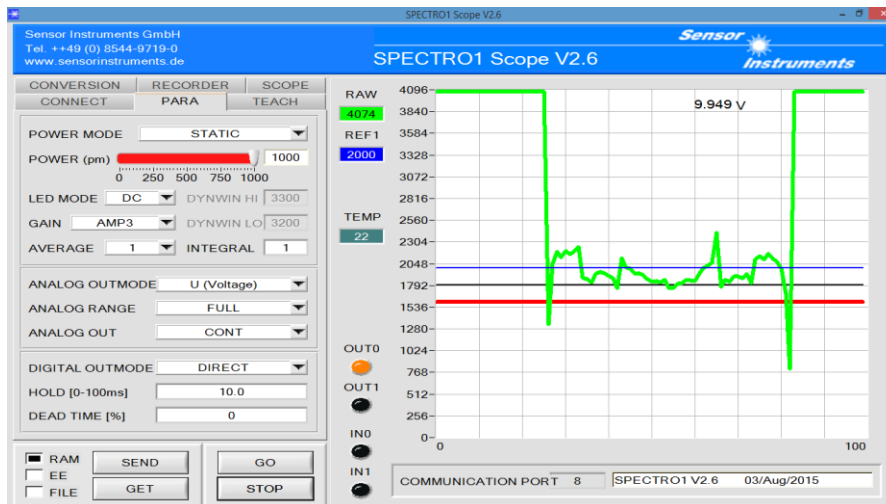 SPECTRO1 Scope V2.6
Sensor Instruments GmbH
Tel. ++49 (0) 8544-9719-0
www.sensorinstruments.de
SPECTRO1 Scope V2.6
Sensor
Instruments
CONVERSION RECORDER SCOPE
CONNECT PARA TEACH
POWER MODE STATIC
POWER (pm) 1000
0 250 500 750 1000
LED MODE DC DYNWIN HI 3300
GAIN AMP3 DYNWIN LO 3200
AVERAGE 1 INTEGRAL 1
ANALOG OUTMODE U (Voltage)
ANALOG RANGE FULL
ANALOG OUT CONT
DIGITAL OUTMODE DIRECT
HOLD [0-100ms] 10.0
DEAD TIME [%] 0
RAM
EE
FILE
SEND GO
GET STOP
RAW
4074
REF1
2000
TEMP
22
OUT0
OUT1
IN0
IN1
9.949 V
4096
3840
3584
3328
3072
2816
2560
2304
2048
1792
1536
1280
1024
768
512
256
0
0 100
COMMUNICATION PORT 8 SPECTRO1 V2.6 03/Aug/2015